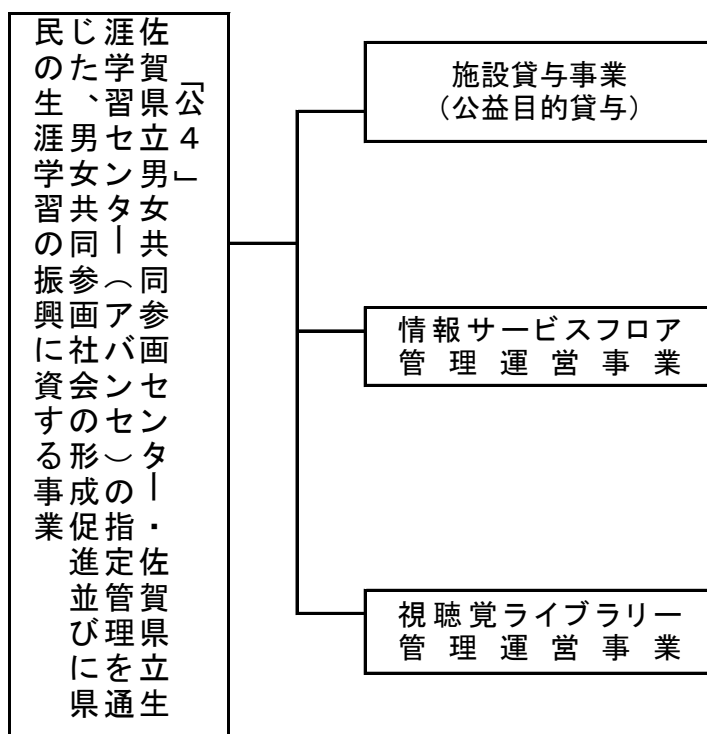 「公４」
佐賀県立男女共同参画センター・佐賀県立生
涯学習センター（アバンセ）の指定管理を通
じた、男女共同参画社会の形成促進並びに県
民の生涯学習の振興に資する事業
施設貸与事業
（公益目的貸与）
情報サービスフロア
管理運営事業
視聴覚ライブラリー
管理運営事業